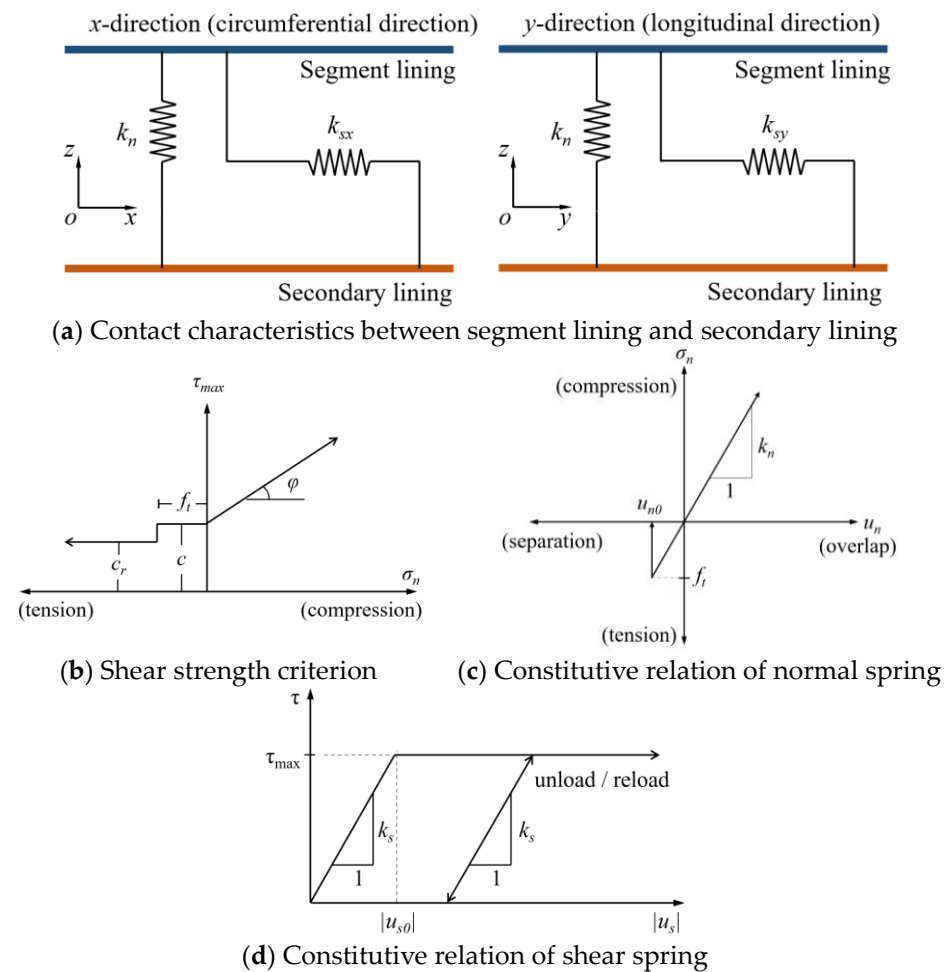 x-direction (circumferential direction)
Segment lining
k_n
k_sx
z
o
x
Secondary lining
y-direction (longitudinal direction)
Segment lining
k_n
k_sy
z
o
y
Secondary lining
(a) Contact characteristics between segment lining and secondary lining
τ_max
f_t
φ
c_r
c
σ_n
(tension)
(compression)
(b) Shear strength criterion
σ_n
(compression)
k_n
1
u_n0
u_n
(separation)
(overlap)
f_t
(tension)
(c) Constitutive relation of normal spring
τ
τ_max
unload / reload
k_s
1
k_s
1
|u_s0|
|u_s|
(d) Constitutive relation of shear spring